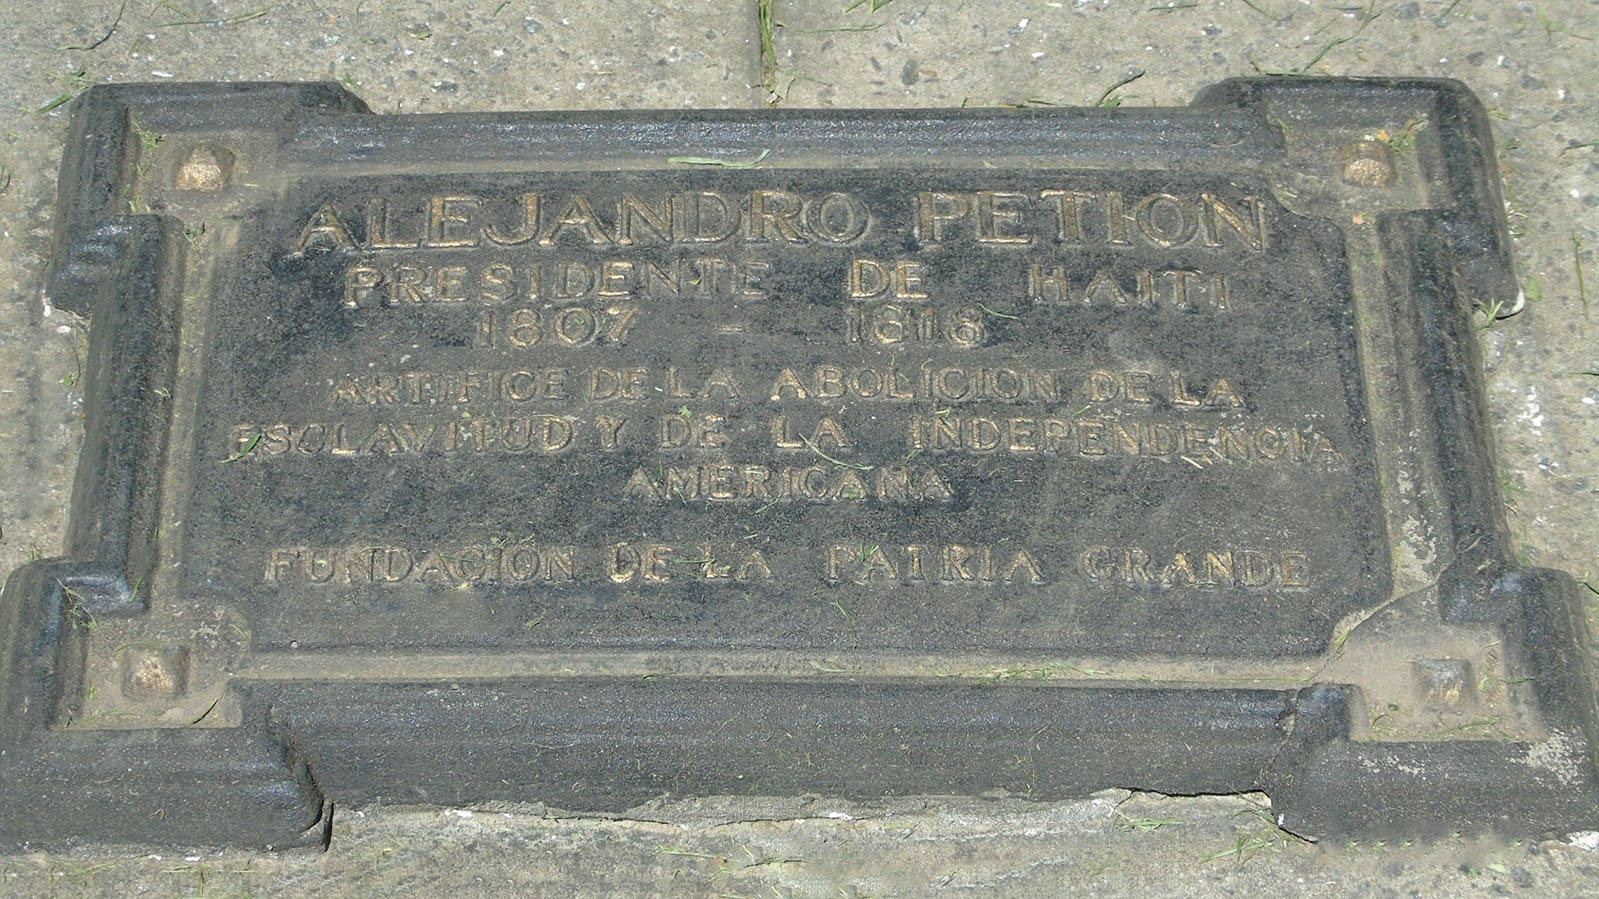 ALEJANDRO PETION
PRESIDENTE DE HAITI
1807 - 1818
ARTIFICE DE LA ABOLICION DE LA
ESCLAVITUD Y DE LA INDEPENDENCIA
AMERICANA
FUNDACION DE LA PATRIA GRANDE